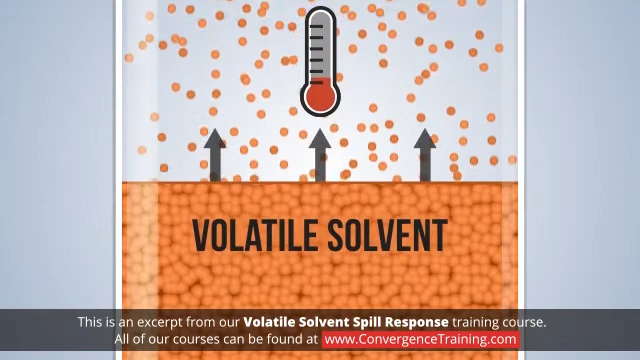 VOLATILE SOLVENT
This is an excerpt from our Volatile Solvent Spill Response training course.
All of our courses can be found at www.ConvergenceTraining.com